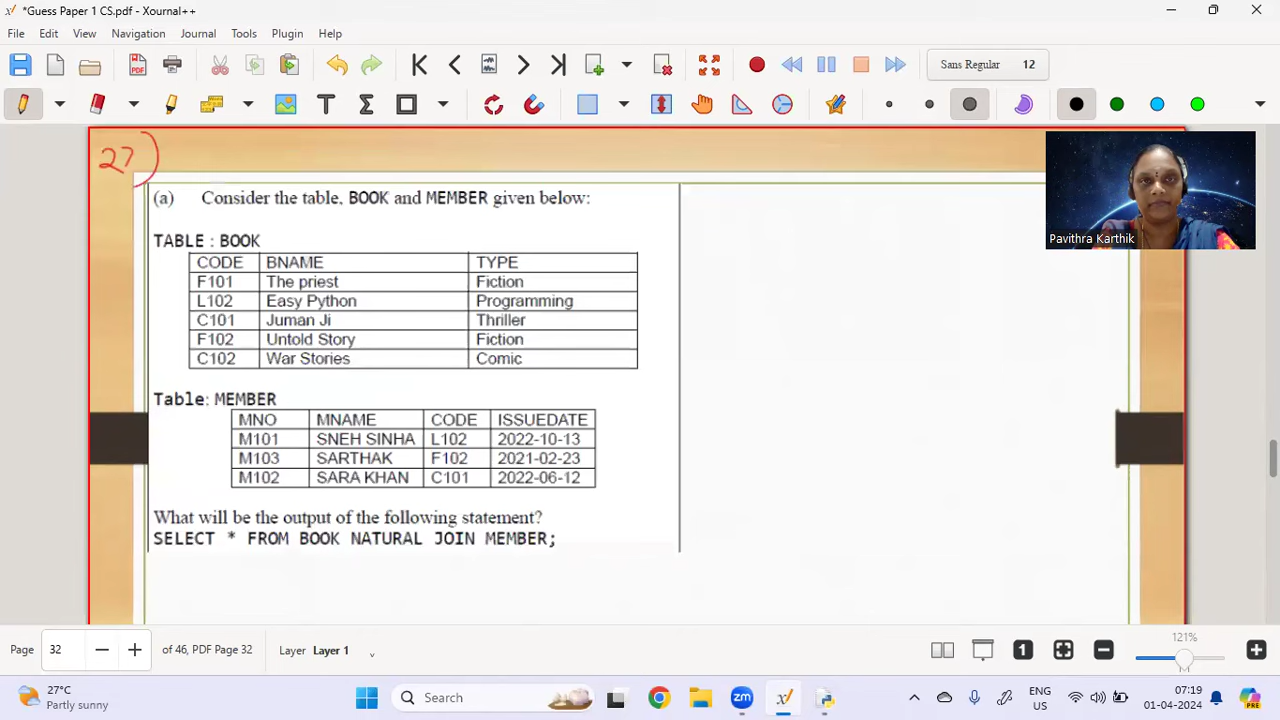 *Guess Paper 1 CS.pdf - Xournal++
File Edit View Navigation Journal Tools Plugin Help
PDF
Sans Regular 12
27)
Pavithra Karthik
(a) Consider the table, BOOK and MEMBER given below:
TABLE : BOOK
CODE BNAME TYPE
F101 The priest Fiction
L102 Easy Python Programming
C101 Juman Ji Thriller
F102 Untold Story Fiction
C102 War Stories Comic
Table: MEMBER
MNO MNAME CODE ISSUEDATE
M101 SNEH SINHA L102 2022-10-13
M103 SARTHAK F102 2021-02-23
M102 SARA KHAN C101 2022-06-12
What will be the output of the following statement?
SELECT * FROM BOOK NATURAL JOIN MEMBER;
Page 32 of 46, PDF Page 32 Layer Layer 1 1 121%
27°C
Partly sunny
Search
zm
ENG
US
07:19
01-04-2024
PRE